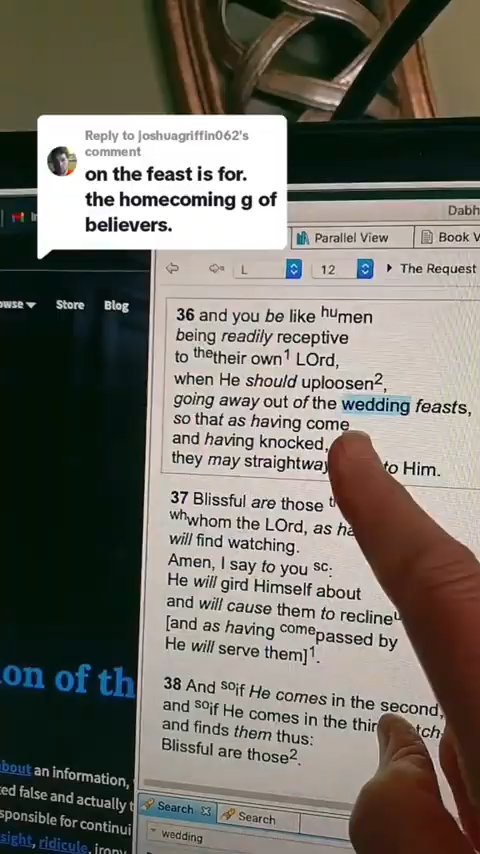 Reply to joshuagriffin062's
comment
on the feast is for.
the homecoming g of
believers.
Dabh
Parallel View
Book V
L
12
The Request
Store
Blog
36 and you be like humen
being readily receptive
to thetheir own1 LOrd,
when He should uploosen2,
going away out of the wedding feasts,
so that as having come
and having knocked,
they may straightway to Him.
37 Blissful are those
whwhom the LOrd, as
will find watching.
Amen, I say to you sc:
He will gird Himself about
and will cause them to recline
[and as having comepassed by
He will serve them]1.
38 And soif He comes in the second,
and soif He comes in the
and finds them thus:
Blissful are those2.
on of th
about an information,
ed false and actually t
sponsible for continui
sight, ridicule, irony
Search
Search
wedding